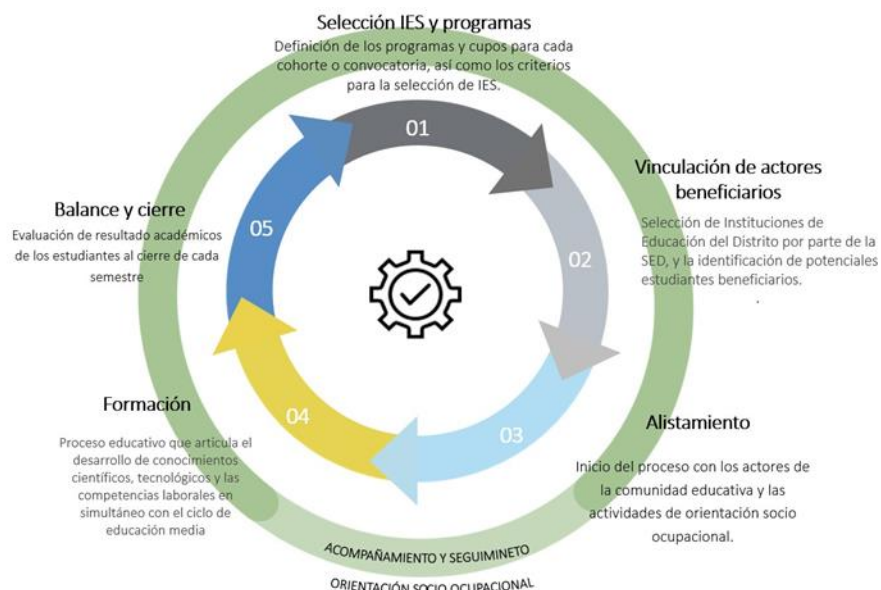 Selección IES y programas
Definición de los programas y cupos para cada
cohorte o convocatoria, así como los criterios
para la selección de IES.
01
Vinculación de actores
beneficiarios
Selección de Instituciones de
Educación del Distrito por parte de la
SED, y la identificación de potenciales
estudiantes beneficiarios.
.
02
Alistamiento
Inicio del proceso con los actores de
la comunidad educativa y las
actividades de orientación socio
ocupacional.
03
Formación
Proceso educativo que articula el
desarrollo de conocimientos
científicos, tecnológicos y las
competencias laborales en
simultáneo con el ciclo de
educación media
04
Balance y cierre
Evaluación de resultado académicos
de los estudiantes al cierre de cada
semestre
05
ACOMPAÑAMIENTO Y SEGUIMINETO
ORIENTACIÓN SOCIO OCUPACIONAL